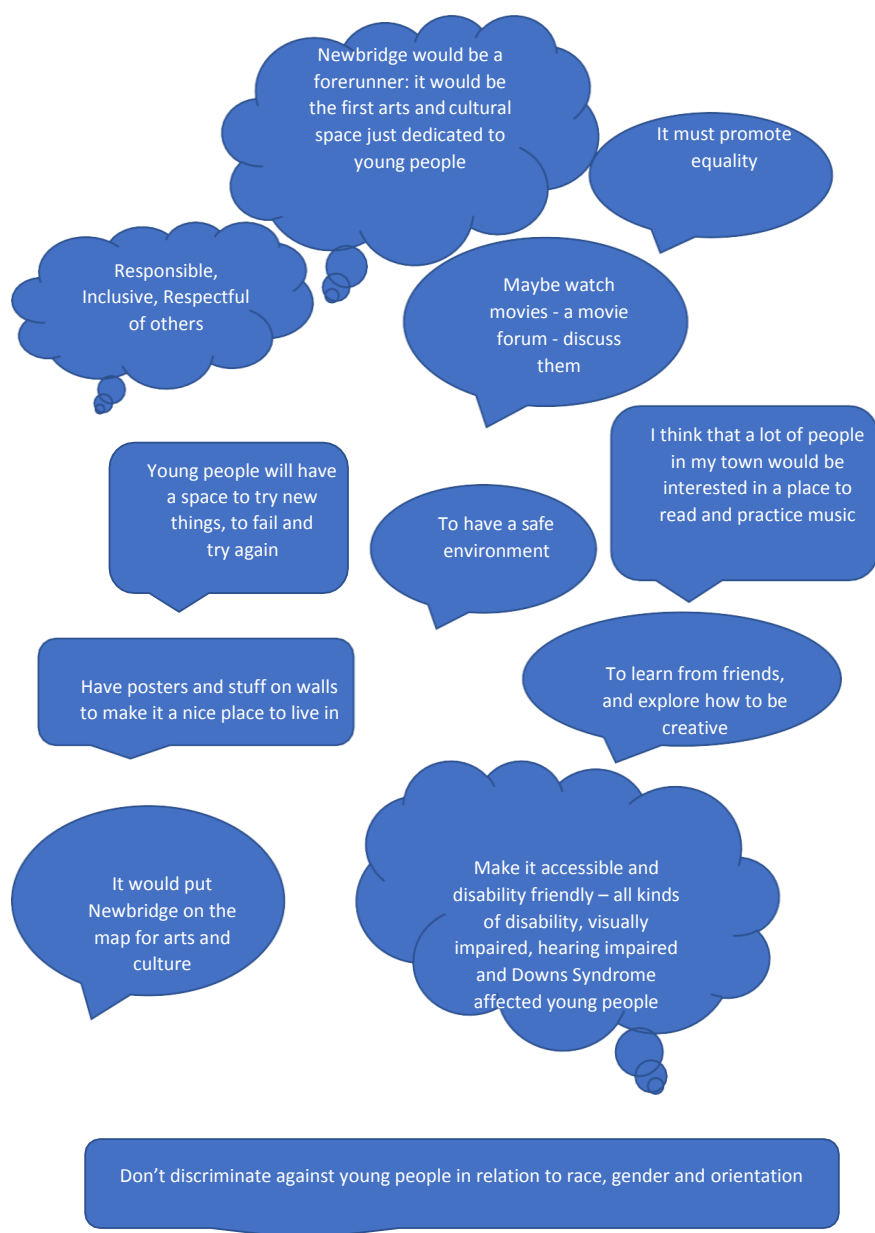 Newbridge would be a
forerunner: it would be
the first arts and cultural
space just dedicated to
young people
It must promote
equality
Responsible,
Inclusive, Respectful
of others
Maybe watch
movies - a movie
forum - discuss
them
I think that a lot of people
in my town would be
interested in a place to
read and practice music
Young people will have
a space to try new
things, to fail and
try again
To have a safe
environment
Have posters and stuff on walls
to make it a nice place to live in
To learn from friends,
and explore how to be
creative
It would put
Newbridge on the
map for arts and
culture
Make it accessible and
disability friendly – all kinds
of disability, visually
impaired, hearing impaired
and Downs Syndrome
affected young people
Don’t discriminate against young people in relation to race, gender and orientation